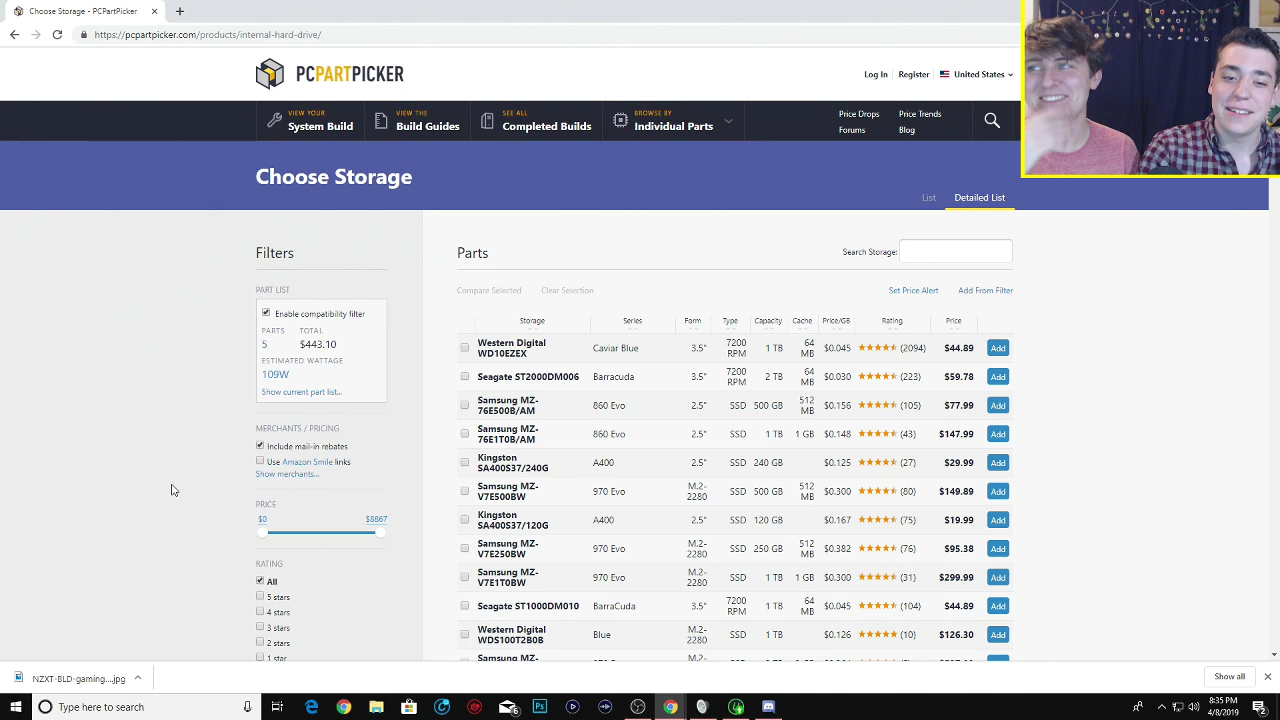 Choose Storage - PCPartPicker
https://pcpartpicker.com/products/internal-hard-drive/
PCPARTPICKER
Log In Register United States
VIEW YOUR System Build
VIEW THE Build Guides
SEE ALL Completed Builds
BROWSE BY Individual Parts
Price Drops Price Trends
Forums Blog
Choose Storage
List Detailed List
Filters
PART LIST
Enable compatibility filter
PARTS TOTAL
5 $443.10
ESTIMATED WATTAGE
109W
Show current part list...
MERCHANTS / PRICING
Include mail-in rebates
Use Amazon Smile links
Show merchants...
PRICE
$0 $8867
RATING
All
5 stars
4 stars
3 stars
2 stars
1 star
Parts
Search Storage:
Compare Selected Clear Selection Set Price Alert Add From Filter
Storage Series Form Type Capacity Cache Price/GB Rating Price
Western Digital WD10EZEX Caviar Blue 3.5" 7200 RPM 1 TB 64 MB $0.045 (2094) $44.89 Add
Seagate ST2000DM006 Barracuda 3.5" 7200 RPM 2 TB 64 MB $0.030 (223) $59.78 Add
Samsung MZ-76E500B/AM 860 Evo 2.5" SSD 500 GB 512 MB $0.156 (105) $77.99 Add
Samsung MZ-76E1T0B/AM 860 Evo 2.5" SSD 1 TB 1 GB $0.148 (43) $147.99 Add
Kingston SA400S37/240G A400 2.5" SSD 240 GB $0.125 (27) $29.99 Add
Samsung MZ-V7E500BW 970 Evo M.2-2280 SSD 500 GB 512 MB $0.300 (80) $149.89 Add
Kingston SA400S37/120G A400 2.5" SSD 120 GB $0.167 (75) $19.99 Add
Samsung MZ-V7E250BW 970 Evo M.2-2280 SSD 250 GB 512 MB $0.382 (76) $95.38 Add
Samsung MZ-V7E1T0BW 970 Evo M.2-2280 SSD 1 TB 1 GB $0.300 (31) $299.99 Add
Seagate ST1000DM010 BarraCuda 3.5" 7200 RPM 1 TB 64 MB $0.045 (104) $44.89 Add
Western Digital WDS100T2B0B Blue M.2-2280 SSD 1 TB $0.126 (10) $126.30 Add
Samsung MZ-
NZXT-BLD-gaming....jpg
Show all
Type here to search
8:35 PM
4/8/2019